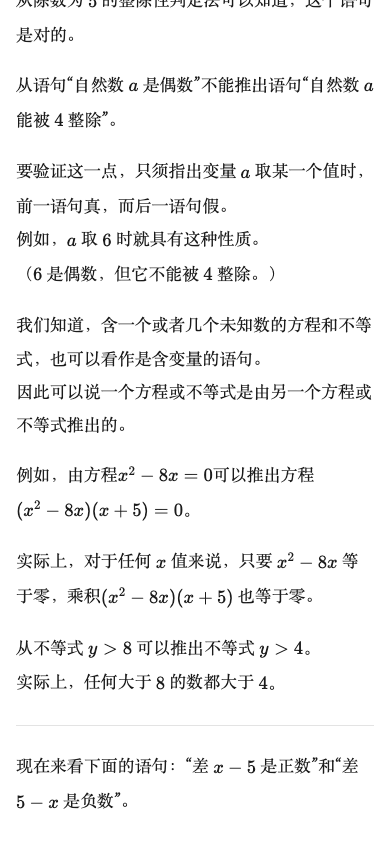 从除数为 5 的整除性判定法可以知道，这个语句
是对的。
从语句“自然数 a 是偶数”不能推出语句“自然数 a
能被 4 整除”。
要验证这一点，只须指出变量 a 取某一个值时，
前一语句真，而后一语句假。
例如，a 取 6 时就具有这种性质。
（6 是偶数，但它不能被 4 整除。）
我们知道，含一个或者几个未知数的方程和不等
式，也可以看作是含变量的语句。
因此可以说一个方程或不等式是由另一个方程或
不等式推出的。
例如，由方程x² − 8x = 0可以推出方程
(x² − 8x)(x + 5) = 0。
实际上，对于任何 x 值来说，只要 x² − 8x 等
于零，乘积(x² − 8x)(x + 5) 也等于零。
从不等式 y > 8 可以推出不等式 y > 4。
实际上，任何大于 8 的数都大于 4。
现在来看下面的语句：“差 x − 5 是正数”和“差
5 − x 是负数”。